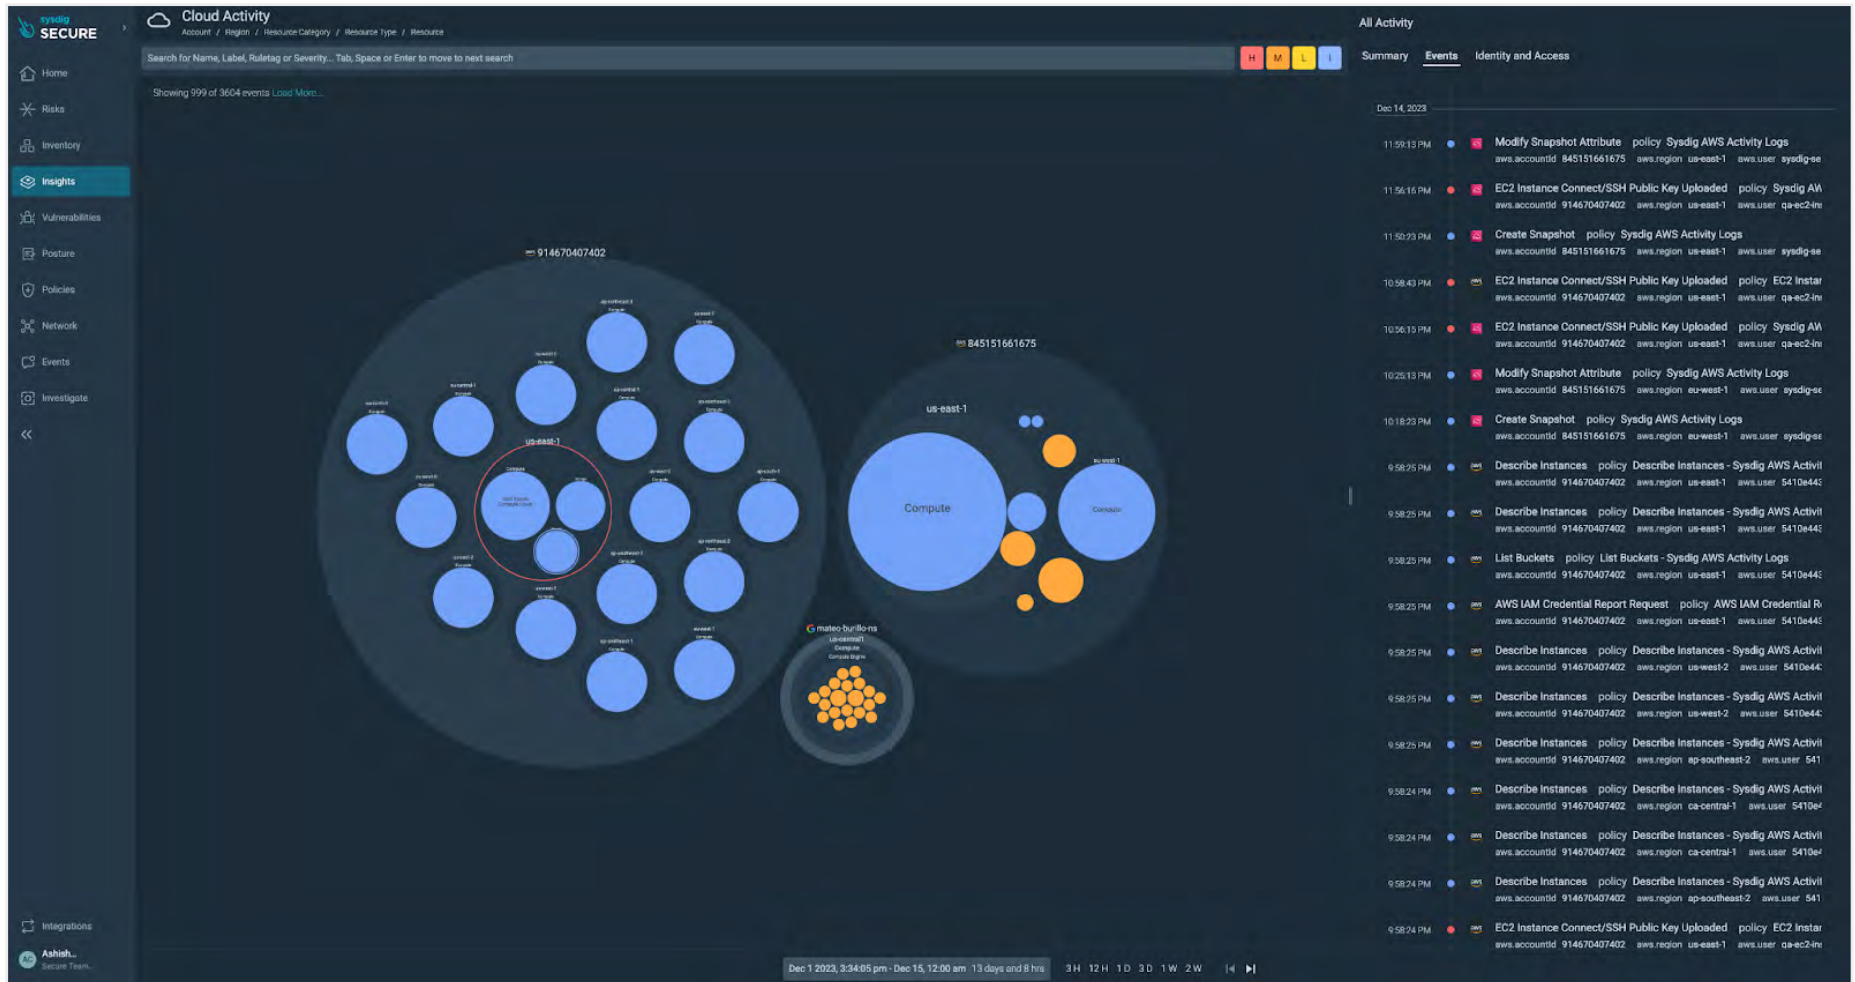 sysdig
SECURE
Home
Risks
Inventory
Insights
Vulnerabilities
Posture
Policies
Network
Events
Investigate
Integrations
AC
Ashish...
Secure Team...
Cloud Activity
Account / Region / Resource Category / Resource Type / Resource
Search for Name, Label, Ruletag or Severity... Tab, Space or Enter to move to next search
H M L I
Showing 999 of 3604 events Load More...
914670407402
us-east-1
Compute
845151661675
us-east-1
Compute
eu-west-1
Compute
mateo-burillo-ns
us-central1
Compute
Compute Engine
Dec 1 2023, 3:34:05 pm - Dec 15, 12:00 am 13 days and 8 hrs
3H 12H 1D 3D 1W 2W
All Activity
Summary Events Identity and Access
Dec 14, 2023
11:59:13 PM Modify Snapshot Attribute policy Sysdig AWS Activity Logs
aws.accountId 845151661675 aws.region us-east-1 aws.user sysdig-se
11:56:16 PM EC2 Instance Connect/SSH Public Key Uploaded policy Sysdig AW
aws.accountId 914670407402 aws.region us-east-1 aws.user qa-ec2-in
11:50:23 PM Create Snapshot policy Sysdig AWS Activity Logs
aws.accountId 845151661675 aws.region us-east-1 aws.user sysdig-se
10:58:43 PM EC2 Instance Connect/SSH Public Key Uploaded policy EC2 Instar
aws.accountId 914670407402 aws.region us-east-1 aws.user qa-ec2-in
10:56:15 PM EC2 Instance Connect/SSH Public Key Uploaded policy Sysdig AW
aws.accountId 914670407402 aws.region us-east-1 aws.user qa-ec2-in
10:25:13 PM Modify Snapshot Attribute policy Sysdig AWS Activity Logs
aws.accountId 845151661675 aws.region eu-west-1 aws.user sysdig-se
10:18:23 PM Create Snapshot policy Sysdig AWS Activity Logs
aws.accountId 845151661675 aws.region eu-west-1 aws.user sysdig-se
9:58:25 PM Describe Instances policy Describe Instances - Sysdig AWS Activit
aws.accountId 914670407402 aws.region us-east-1 aws.user 5410e443
9:58:25 PM Describe Instances policy Describe Instances - Sysdig AWS Activit
aws.accountId 914670407402 aws.region us-east-1 aws.user 5410e443
9:58:25 PM List Buckets policy List Buckets - Sysdig AWS Activity Logs
aws.accountId 914670407402 aws.region us-east-1 aws.user 5410e443
9:58:25 PM AWS IAM Credential Report Request policy AWS IAM Credential R
aws.accountId 914670407402 aws.region us-east-1 aws.user 5410e443
9:58:25 PM Describe Instances policy Describe Instances - Sysdig AWS Activit
aws.accountId 914670407402 aws.region us-west-2 aws.user 5410e44
9:58:25 PM Describe Instances policy Describe Instances - Sysdig AWS Activit
aws.accountId 914670407402 aws.region us-west-2 aws.user 5410e44
9:58:25 PM Describe Instances policy Describe Instances - Sysdig AWS Activit
aws.accountId 914670407402 aws.region ap-southeast-2 aws.user 541
9:58:24 PM Describe Instances policy Describe Instances - Sysdig AWS Activit
aws.accountId 914670407402 aws.region ca-central-1 aws.user 5410e
9:58:24 PM Describe Instances policy Describe Instances - Sysdig AWS Activit
aws.accountId 914670407402 aws.region ca-central-1 aws.user 5410e
9:58:24 PM Describe Instances policy Describe Instances - Sysdig AWS Activit
aws.accountId 914670407402 aws.region ap-southeast-2 aws.user 541
9:58:24 PM EC2 Instance Connect/SSH Public Key Uploaded policy EC2 Instar
aws.accountId 914670407402 aws.region us-east-1 aws.user qa-ec2-in